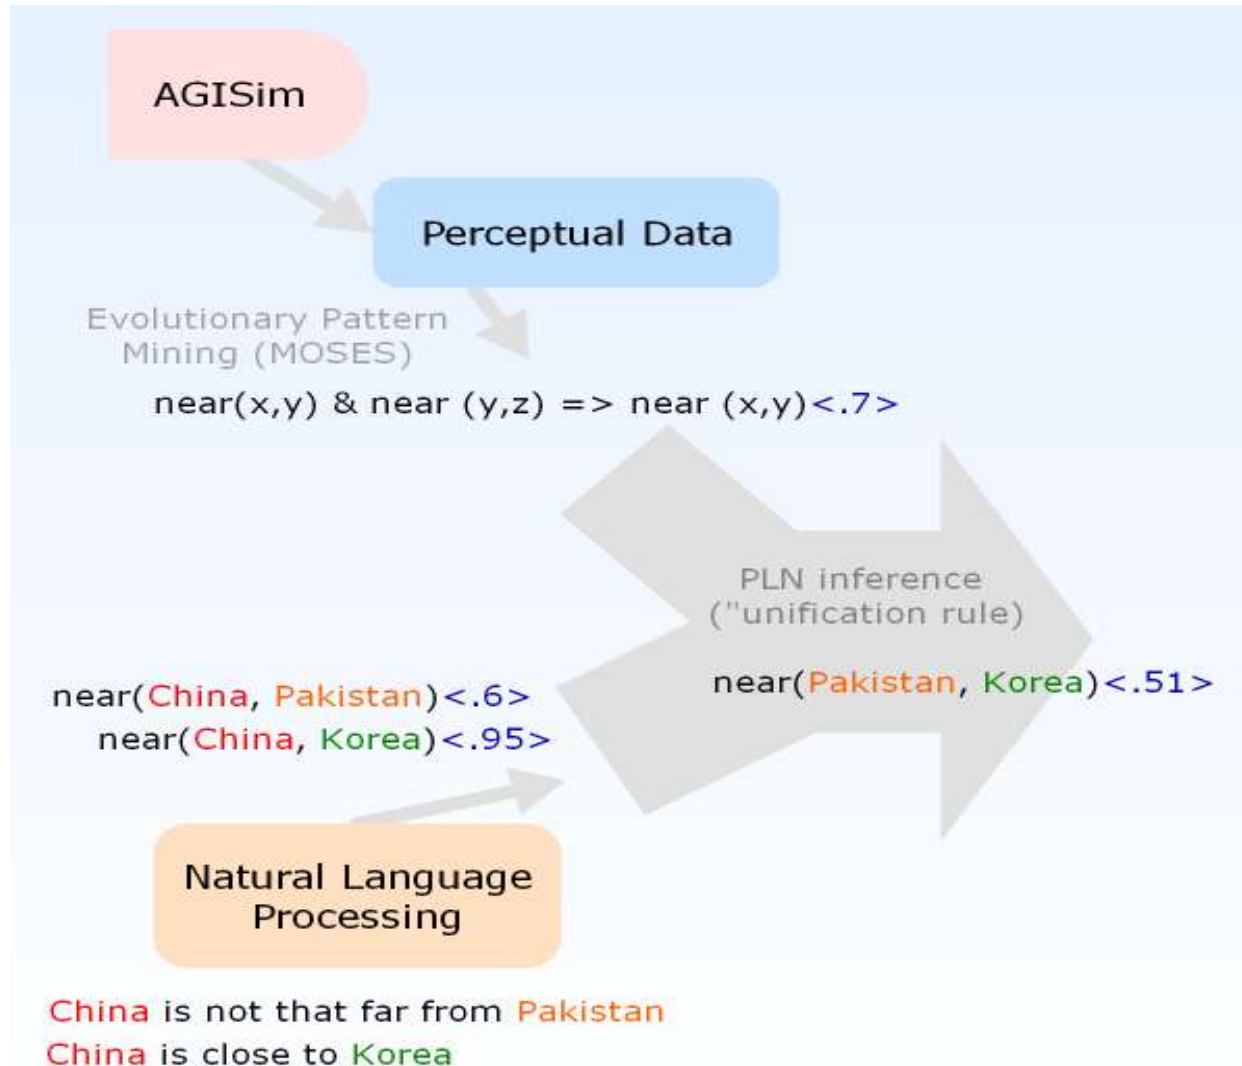 AGISim
Perceptual Data
Evolutionary Pattern
Mining (MOSES)
near(x,y) & near (y,z) => near (x,y)<.7>
PLN inference
("unification rule)
near(China, Pakistan)<.6>
near(Pakistan, Korea)<.51>
near(China, Korea)<.95>
Natural Language
Processing
China is not that far from Pakistan
China is close to Korea